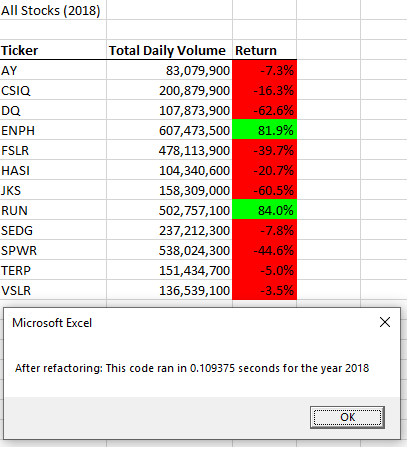 All Stocks (2018)
Ticker Total Daily Volume Return
AY 83,079,900 -7.3%
CSIQ 200,879,900 -16.3%
DQ 107,873,900 -62.6%
ENPH 607,473,500 81.9%
FSLR 478,113,900 -39.7%
HASI 104,340,600 -20.7%
JKS 158,309,000 -60.5%
RUN 502,757,100 84.0%
SEDG 237,212,300 -7.8%
SPWR 538,024,300 -44.6%
TERP 151,434,700 -5.0%
VSLR 136,539,100 -3.5%
Microsoft Excel
After refactoring: This code ran in 0.109375 seconds for the year 2018
OK